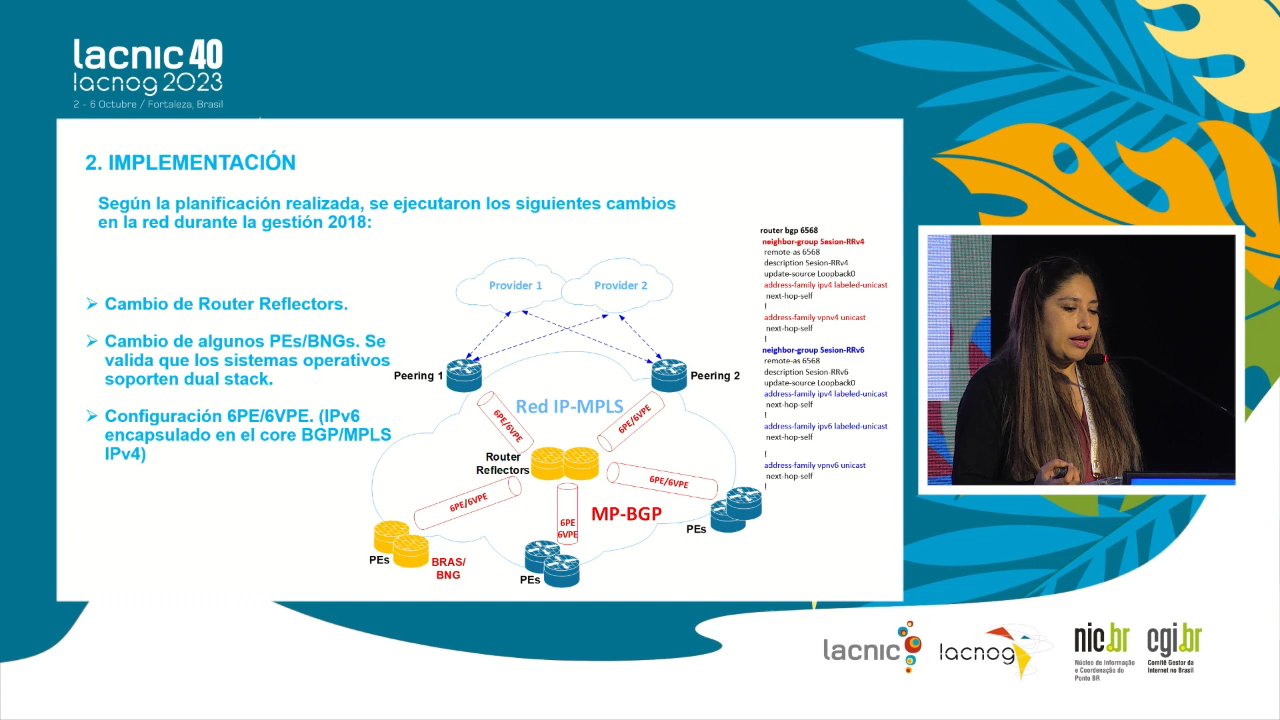 lacnic 40
lacnog 2023
2 - 6 Octubre / Fortaleza, Brasil
2. IMPLEMENTACIÓN
Según la planificación realizada, se ejecutaron los siguientes cambios
en la red durante la gestión 2018:
➢ Cambio de Router Reflectors.
➢ Cambio de algunos PEs/BNGs. Se
valida que los sistemas operativos
soporten dual stack.
➢ Configuración 6PE/6VPE. (IPv6
encapsulado en el core BGP/MPLS
IPv4)
Provider 1
Provider 2
Peering 1
Peering 2
Red IP-MPLS
6PE/6VPE
6PE/6VPE
Router
Reflectors
6PE/6VPE
6PE/6VPE
6PE
6VPE
MP-BGP
PEs
PEs
BRAS/
BNG
PEs
router bgp 6568
neighbor-group Sesion-RRv4
remote-as 6568
description Sesion-RRv4
update-source Loopback0
address-family ipv4 labeled-unicast
next-hop-self
!
address-family vpnv4 unicast
next-hop-self
!
neighbor-group Sesion-RRv6
remote-as 6568
description Sesion-RRv6
update-source Loopback0
address-family ipv4 labeled-unicast
next-hop-self
!
address-family ipv6 labeled-unicast
next-hop-self
!
address-family vpnv6 unicast
next-hop-self
!
lacnic
lacnog
nic.br
Núcleo de Informação
e Coordenação do
Ponto BR
cgi.br
Comitê Gestor da
Internet no Brasil